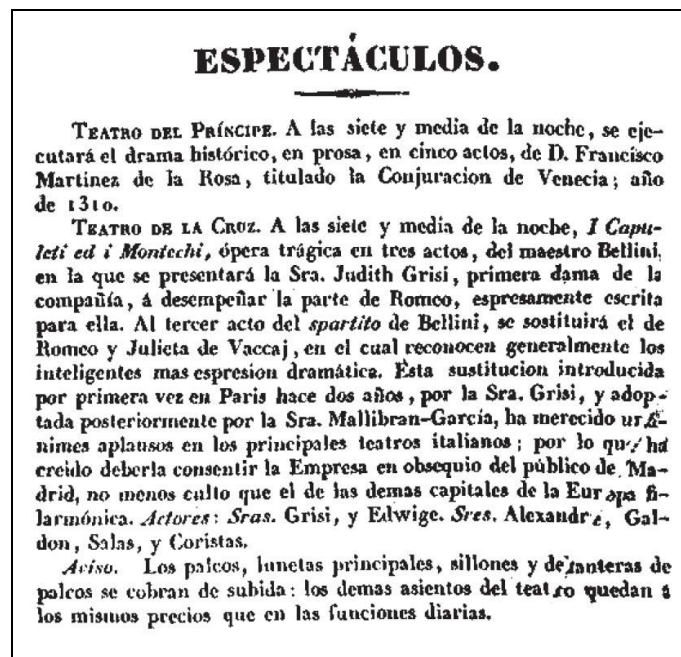 ESPECTÁCULOS.
TEATRO DEL PRÍNCIPE. A las siete y media de la noche, se eje-
cutará el drama histórico, en prosa, en cinco actos, de D. Francisco
Martinez de la Rosa, titulado la Conjuracion de Venecia; año
de 1310.
TEATRO DE LA CRUZ. A las siete y media de la noche, I Capu-
leti ed i Montechi, ópera trágica en tres actos, del maestro Bellini,
en la que se presentará la Sra. Judith Grisi, primera dama de la
compañía, á desempeñar la parte de Romeo, espresamente escrita
para ella. Al tercer acto del spartito de Bellini, se sostituirá el de
Romeo y Julieta de Vaccaj, en el cual reconocen generalmente los
inteligentes mas espresion dramática. Esta sustitucion introducida
por primera vez en Paris hace dos años, por la Sra. Grisi, y adop-
tada posteriormente por la Sra. Mallibran-García, ha merecido uná-
nimes aplausos en los principales teatros italianos; por lo que ha
creido deberla consentir la Empresa en obsequio del público de Ma-
drid, no menos culto que el de las demas capitales de la Europa fi-
larmónica. Actores: Sras. Grisi, y Edwige. Sres. Alexandre, Gal-
don, Salas, y Coristas.
Aviso. Los palcos, lunetas principales, sillones y delanteras de
palcos se cobran de subida: los demas asientos del teatro quedan á
los mismos precios que en las funciones diarias.